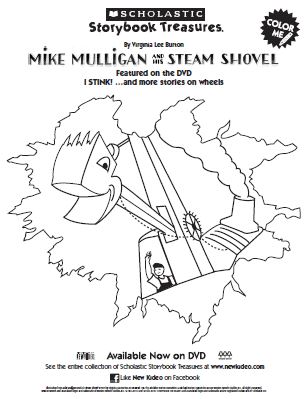 SCHOLASTIC
Storybook Treasures®
COLOR ME!
By Virginia Lee Burton
MIKE MULLIGAN AND HIS STEAM SHOVEL
Featured on the DVD
I STINK! ...and more stories on wheels
Available Now on DVD
See the entire collection of Scholastic Storybook Treasures at www.newkideo.com
Like New Kideo on Facebook